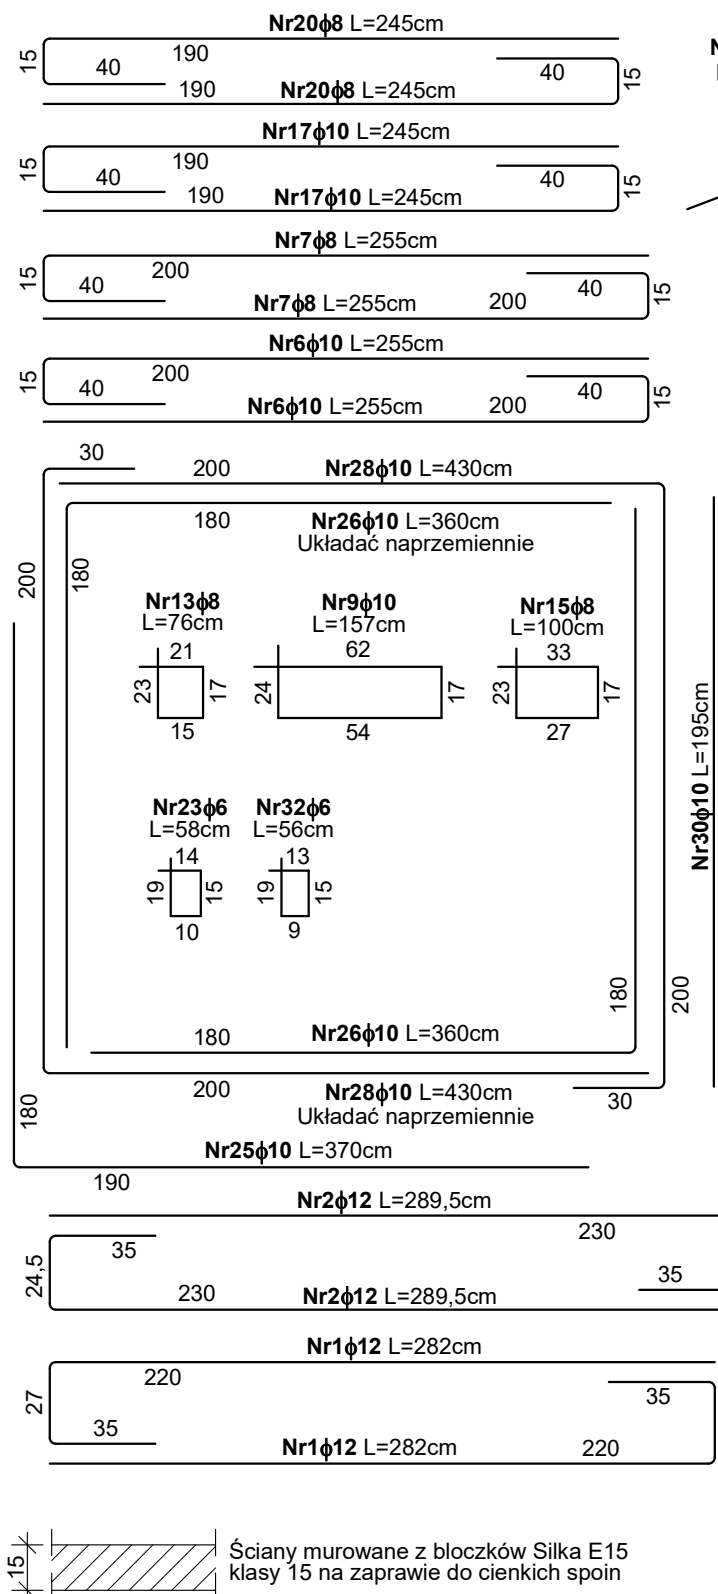 Nr20ϕ8 L=245cm
190
15
40
40
15
190
Nr20ϕ8 L=245cm
Nr17ϕ10 L=245cm
190
15
40
40
15
190
Nr17ϕ10 L=245cm
Nr7ϕ8 L=255cm
200
15
40
40
15
Nr7ϕ8 L=255cm
200
Nr6ϕ10 L=255cm
200
15
40
40
15
Nr6ϕ10 L=255cm
200
30
200
Nr28ϕ10 L=430cm
180
Nr26ϕ10 L=360cm
Układać naprzemiennie
200
180
Nr13ϕ8
L=76cm
21
23
17
15
Nr9ϕ10
L=157cm
62
24
17
54
Nr15ϕ8
L=100cm
33
23
17
27
Nr30ϕ10 L=195cm
Nr23ϕ6
L=58cm
14
19
15
10
Nr32ϕ6
L=56cm
13
19
15
9
180
200
180
Nr26ϕ10 L=360cm
200
Nr28ϕ10 L=430cm
Układać naprzemiennie
30
180
Nr25ϕ10 L=370cm
190
Nr2ϕ12 L=289,5cm
230
24,5
35
35
230
Nr2ϕ12 L=289,5cm
Nr1ϕ12 L=282cm
220
27
35
35
Nr1ϕ12 L=282cm
220
15
Ściany murowane z bloczków Silka E15
klasy 15 na zaprawie do cienkich spoin